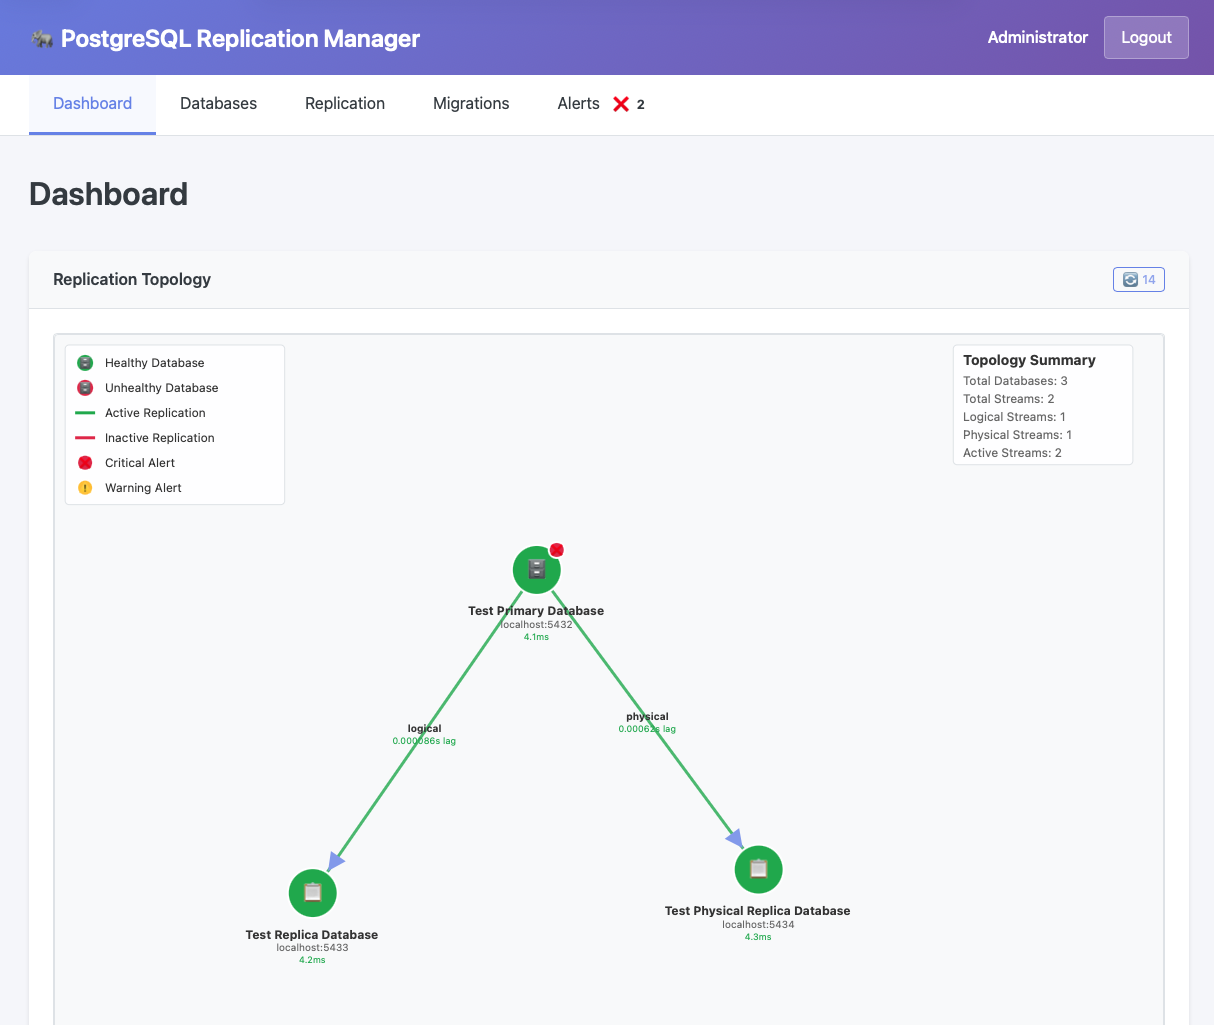 PostgreSQL Replication Manager
Administrator
Logout
Dashboard
Databases
Replication
Migrations
Alerts ❌ 2
Dashboard
Replication Topology
14
Healthy Database
Unhealthy Database
Active Replication
Inactive Replication
Critical Alert
Warning Alert
Topology Summary
Total Databases: 3
Total Streams: 2
Logical Streams: 1
Physical Streams: 1
Active Streams: 2
Test Primary Database
localhost:5432
4.1ms
logical
0.000086s lag
physical
0.00062s lag
Test Replica Database
localhost:5433
4.2ms
Test Physical Replica Database
localhost:5434
4.3ms